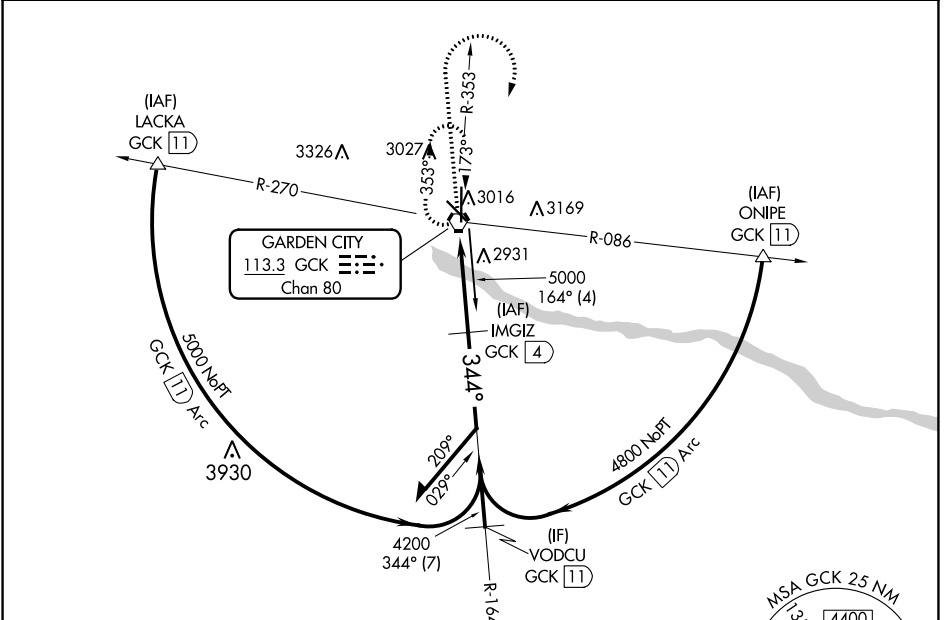 (IAF)
LACKA
GCK 11
R-270
3326
3027
353°
R-353
173°
3016
3169
R-086
(IAF)
ONIPE
GCK 11
GARDEN CITY
113.3 GCK
Chan 80
2931
5000
164° (4)
(IAF)
IMGIZ
GCK 4
344°
5000 NoPT
GCK 11 Arc
3930
209°
029°
4800 NoPT
GCK 11 Arc
4200
344° (7)
(IF)
VODCU
GCK 11
R-164
MSA GCK 25 NM
4400